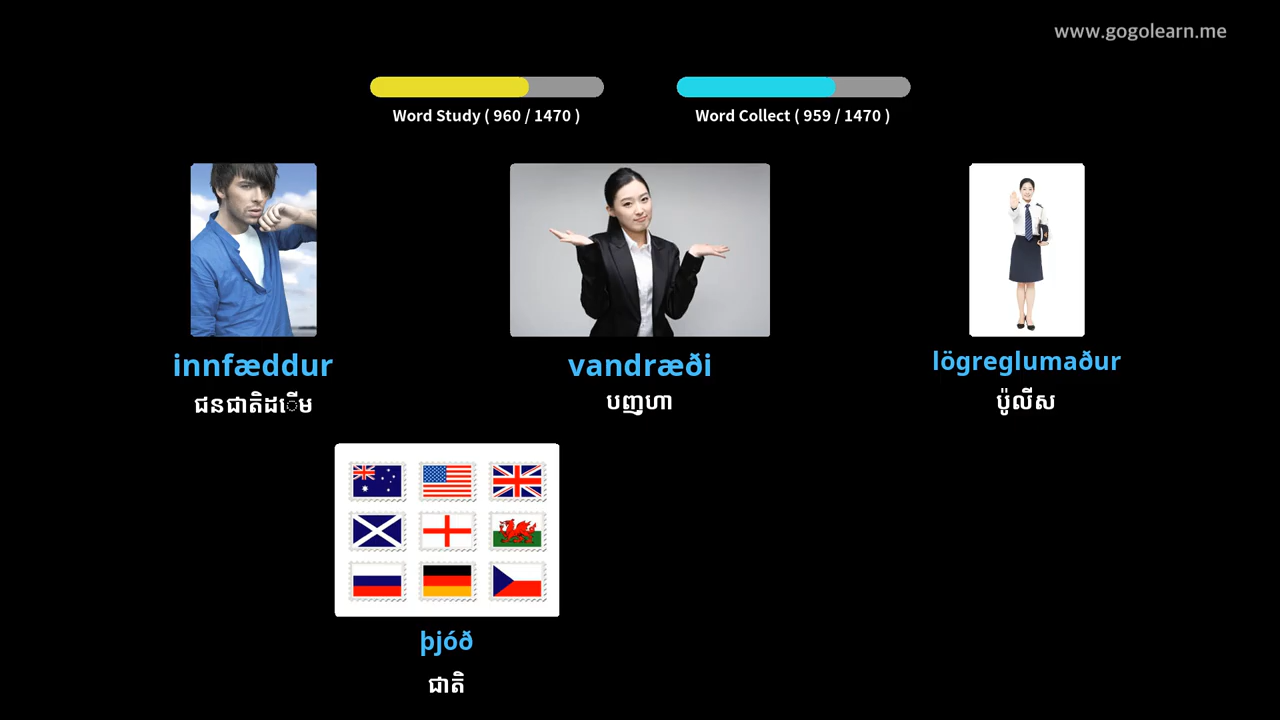 www.gogolearn.me
Word Study ( 960 / 1470 )
Word Collect ( 959 / 1470 )
innfæddur
ជនជាតិដើម
vandræði
បញ្ហា
lögreglumaður
ប៉ូលីស
þjóð
ជាតិ